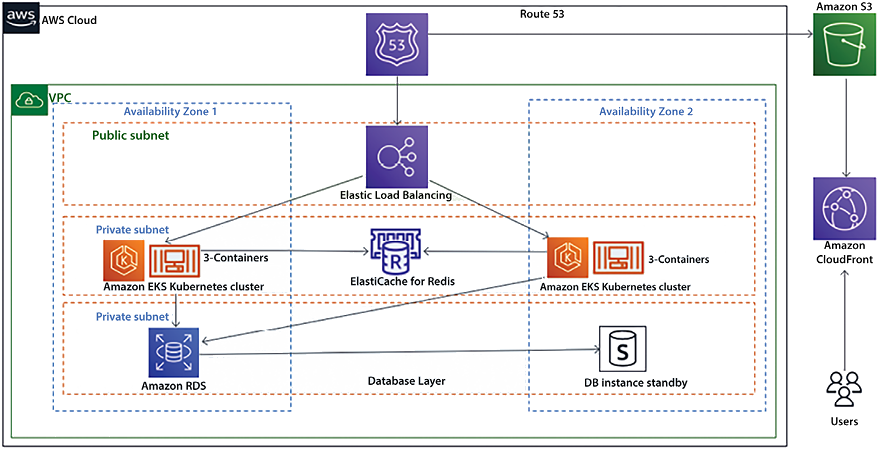 aws
AWS Cloud
Route 53
Amazon S3
53
VPC
Availability Zone 1
Availability Zone 2
Public subnet
Elastic Load Balancing
Private subnet
K
3-Containers
R
K
3-Containers
Amazon EKS Kubernetes cluster
ElastiCache for Redis
Amazon EKS Kubernetes cluster
Amazon
CloudFront
Private subnet
S
Amazon RDS
Database Layer
DB instance standby
Users